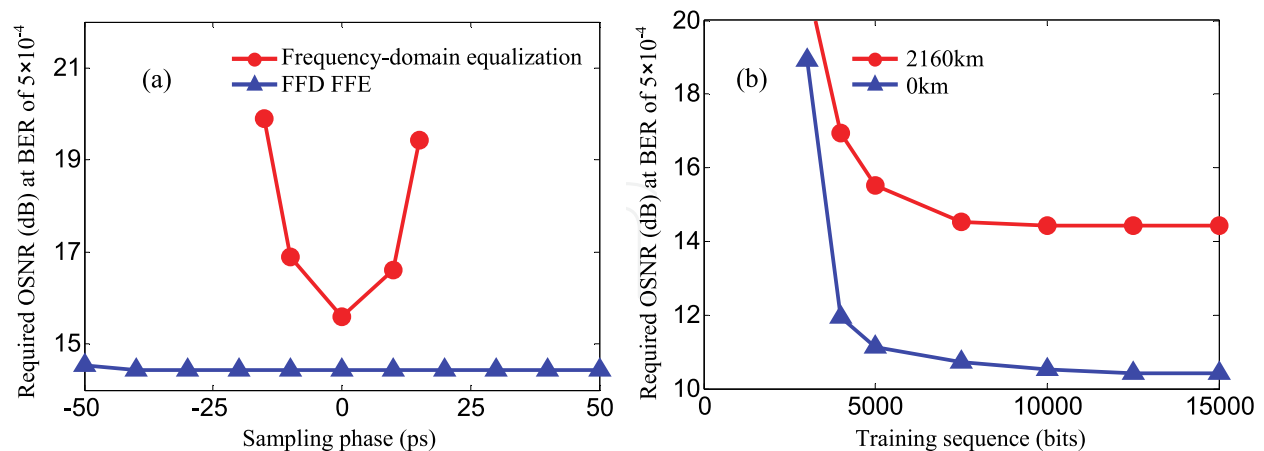 Required OSNR (dB) at BER of 5×10⁻⁴
21
19
17
15
(a)
Frequency-domain equalization
FFD FFE
-50
-25
0
25
50
Sampling phase (ps)
Required OSNR (dB) at BER of 5×10⁻⁴
20
18
16
14
12
10
(b)
2160km
0km
0
5000
10000
15000
Training sequence (bits)